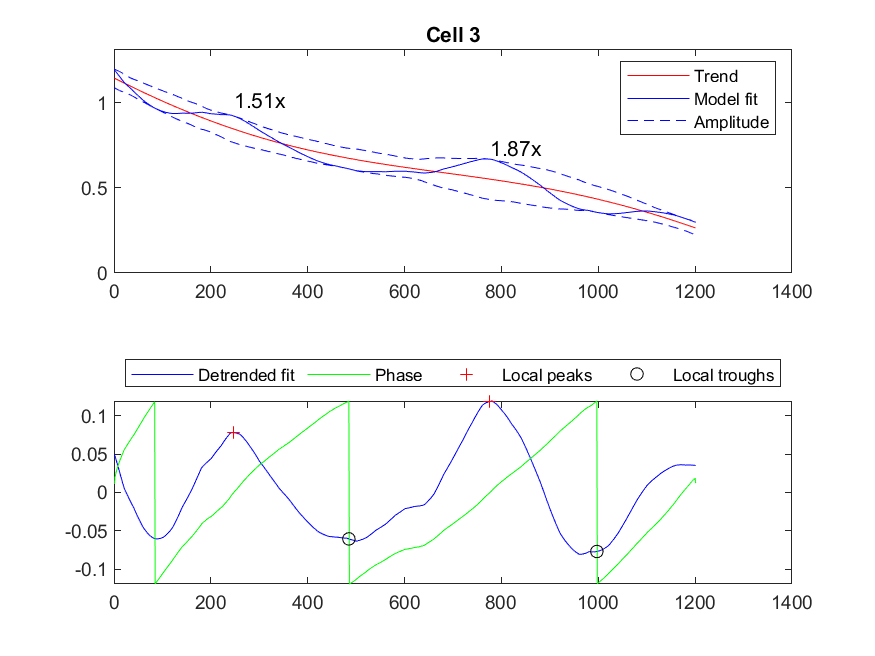 Cell 3
1.51x
1.87x
Trend
Model fit
Amplitude
1
0.5
0
0 200 400 600 800 1000 1200 1400
Detrended fit Phase Local peaks Local troughs
0.1
0.05
0
-0.05
-0.1
0 200 400 600 800 1000 1200 1400